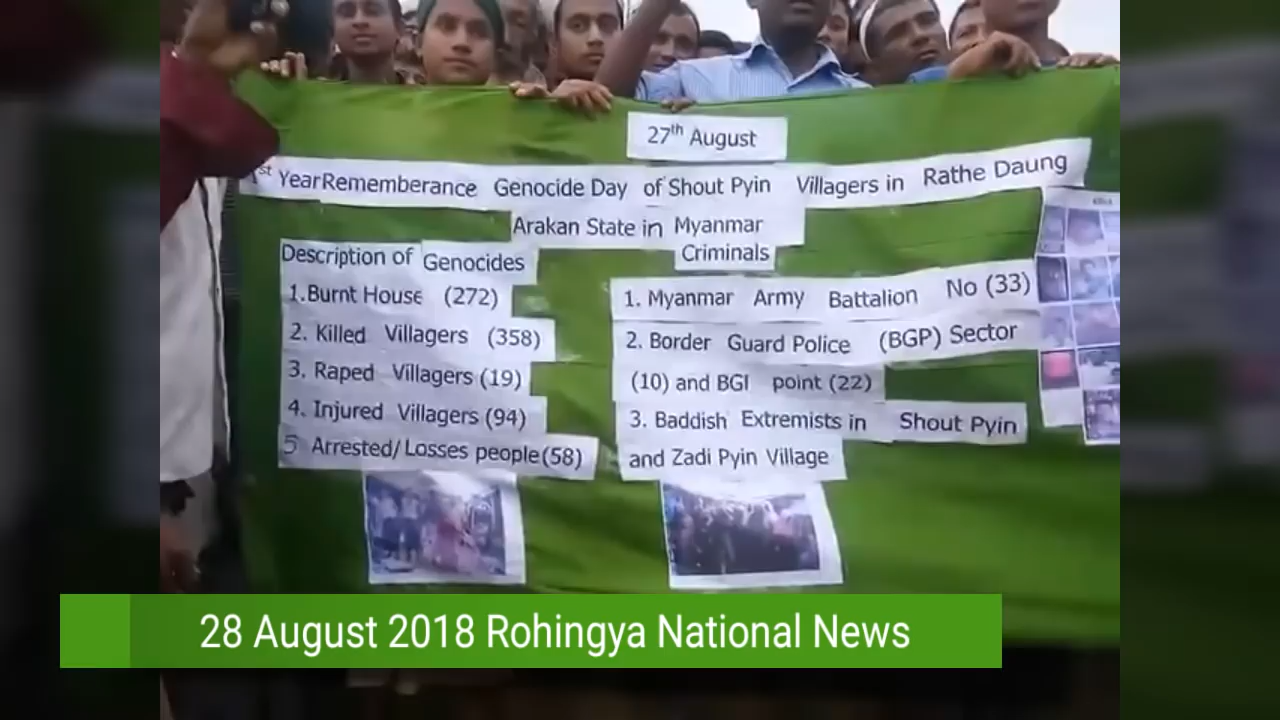 27th August
1st Year Rememberance Genocide Day of Shout Pyin Villagers in Rathe Daung
Arakan State in Myanmar
Description of Genocides
1.Burnt House (272)
2. Killed Villagers (358)
3. Raped Villagers (19)
4. Injured Villagers (94)
5 Arrested/Losses people (58)
Criminals
1. Myanmar Army Battalion No (33)
2. Border Guard Police (BGP) Sector
(10) and BGI point (22)
3. Baddish Extremists in Shout Pyin
and Zadi Pyin Village
28 August 2018 Rohingya National News